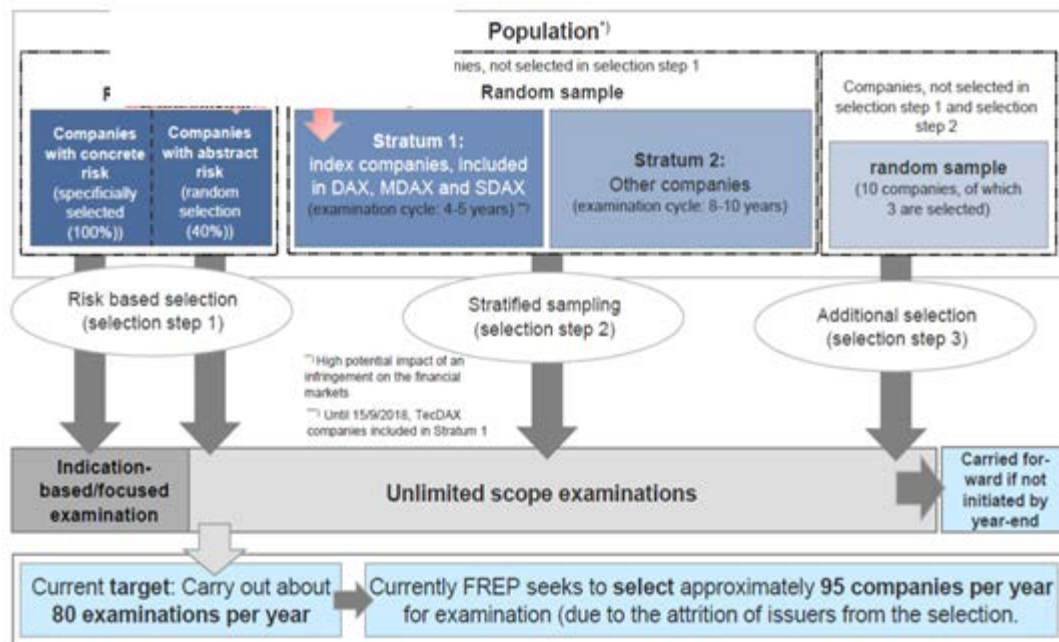 Population*)
nies, not selected in selection step 1
Random sample
Companies
with concrete
risk
(specificially
selected
(100%))
Companies
with abstract
risk
(random
selection
(40%))
Stratum 1:
index companies, included
in DAX, MDAX and SDAX
(examination cycle: 4-5 years) **)
Stratum 2:
Other companies
(examination cycle: 8-10 years)
Companies, not selected in
selection step 1 and selection
step 2
random sample
(10 companies, of which
3 are selected)
Risk based selection
(selection step 1)
Stratified sampling
(selection step 2)
Additional selection
(selection step 3)
High potential impact of an
infringement on the financial
markets
Until 15/9/2018, TecDAX
companies included in Stratum 1
Indication-
based/focused
examination
Unlimited scope examinations
Carried for-
ward if not
initiated by
year-end
Current target: Carry out about
80 examinations per year
Currently FREP seeks to select approximately 95 companies per year
for examination (due to the attrition of issuers from the selection.